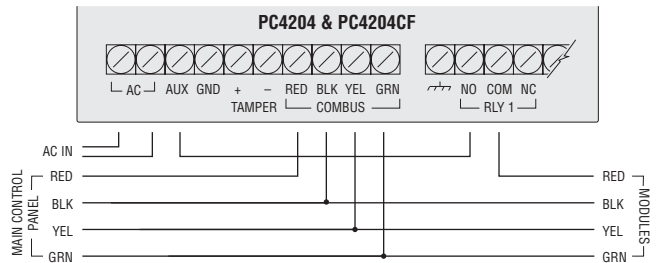 PC4204 & PC4204CF
AC AUX GND + – RED BLK YEL GRN NO COM NC
TAMPER COMBUS RLY 1
AC IN
MAIN CONTROL
PANEL
RED
BLK
YEL
GRN
RED
BLK
YEL
GRN
MODULES